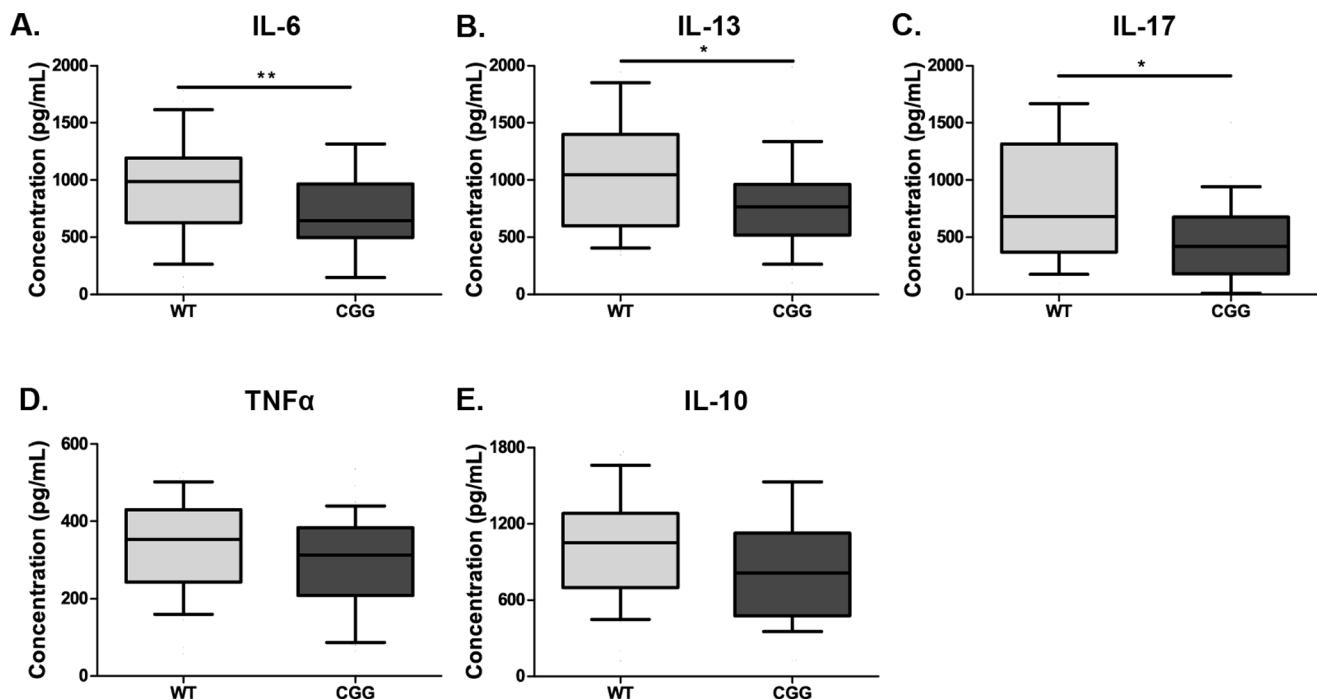 A. IL-6
**
Concentration (pg/mL)
2000
1500
1000
500
0
WT CGG
B. IL-13
*
Concentration (pg/mL)
2000
1500
1000
500
0
WT CGG
C. IL-17
*
Concentration (pg/mL)
2000
1500
1000
500
0
WT CGG
D. TNFα
Concentration (pg/mL)
600
400
200
0
WT CGG
E. IL-10
Concentration (pg/mL)
1800
1200
600
0
WT CGG